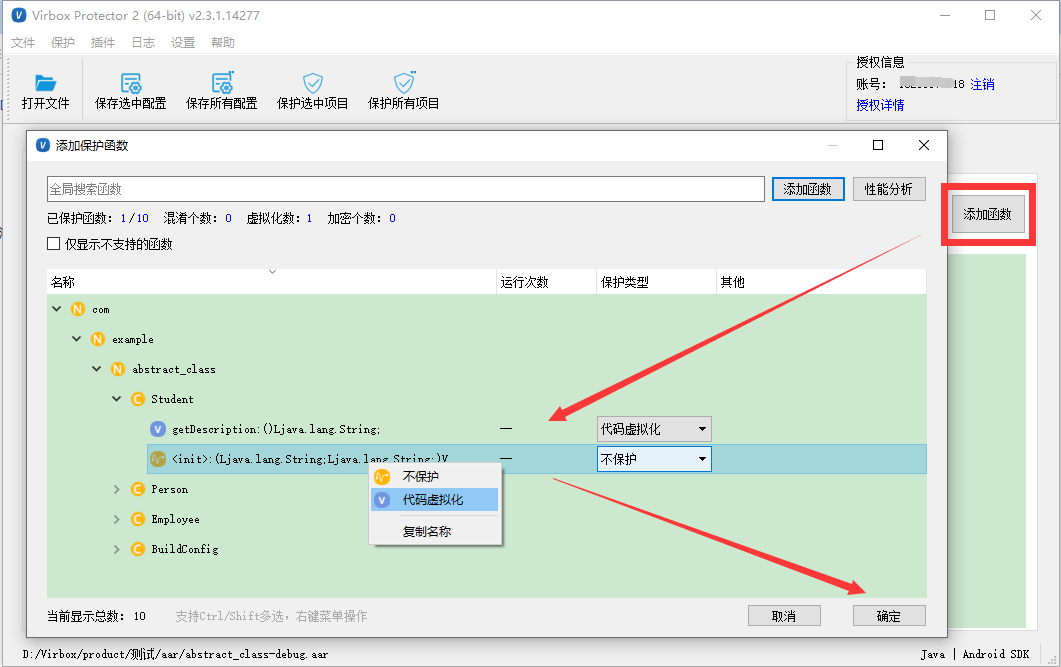 Virbox Protector 2 (64-bit) v2.3.1.14277
文件 保护 插件 日志 设置 帮助
打开文件 保存选中配置 保存所有配置 保护选中项目 保护所有项目
授权信息
账号: 18 注销
授权详情
添加保护函数
全局搜索函数 添加函数 性能分析
添加函数
已保护函数: 1/10 混淆个数: 0 虚拟化数: 1 加密个数: 0
仅显示不支持的函数
名称 运行次数 保护类型 其他
com
example
abstract_class
Student
getDescription:()Ljava.lang.String; — 代码虚拟化
<init>:(Ljava.lang.String;Ljava.lang.String;)V — 不保护
不保护
Person
代码虚拟化
Employee
复制名称
BuildConfig
当前显示总数: 10 支持Ctrl/Shift多选，右键菜单操作 取消 确定
D:/Virbox/product/测试/aar/abstract_class-debug.aar Java | Android SDK